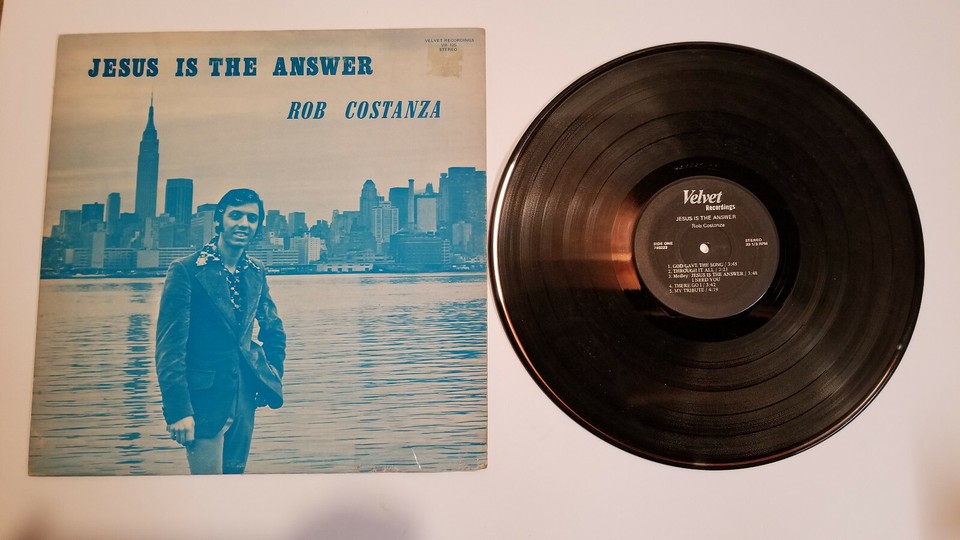 VELVET RECORDINGS
STEREO
JESUS IS THE ANSWER
ROB COSTANZA
Velvet
Recordings
JESUS IS THE ANSWER
Rob Costanza
SIDE ONE
STEREO
33 1/3 RPM
1. GOD GAVE THE SONG / 3:45
2. THROUGH IT ALL / 3:21
3. Medley: JESUS IS THE ANSWER / 3:48
I NEED YOU
4. THERE GO I / 3:42
5. MY TRIBUTE / 4:19